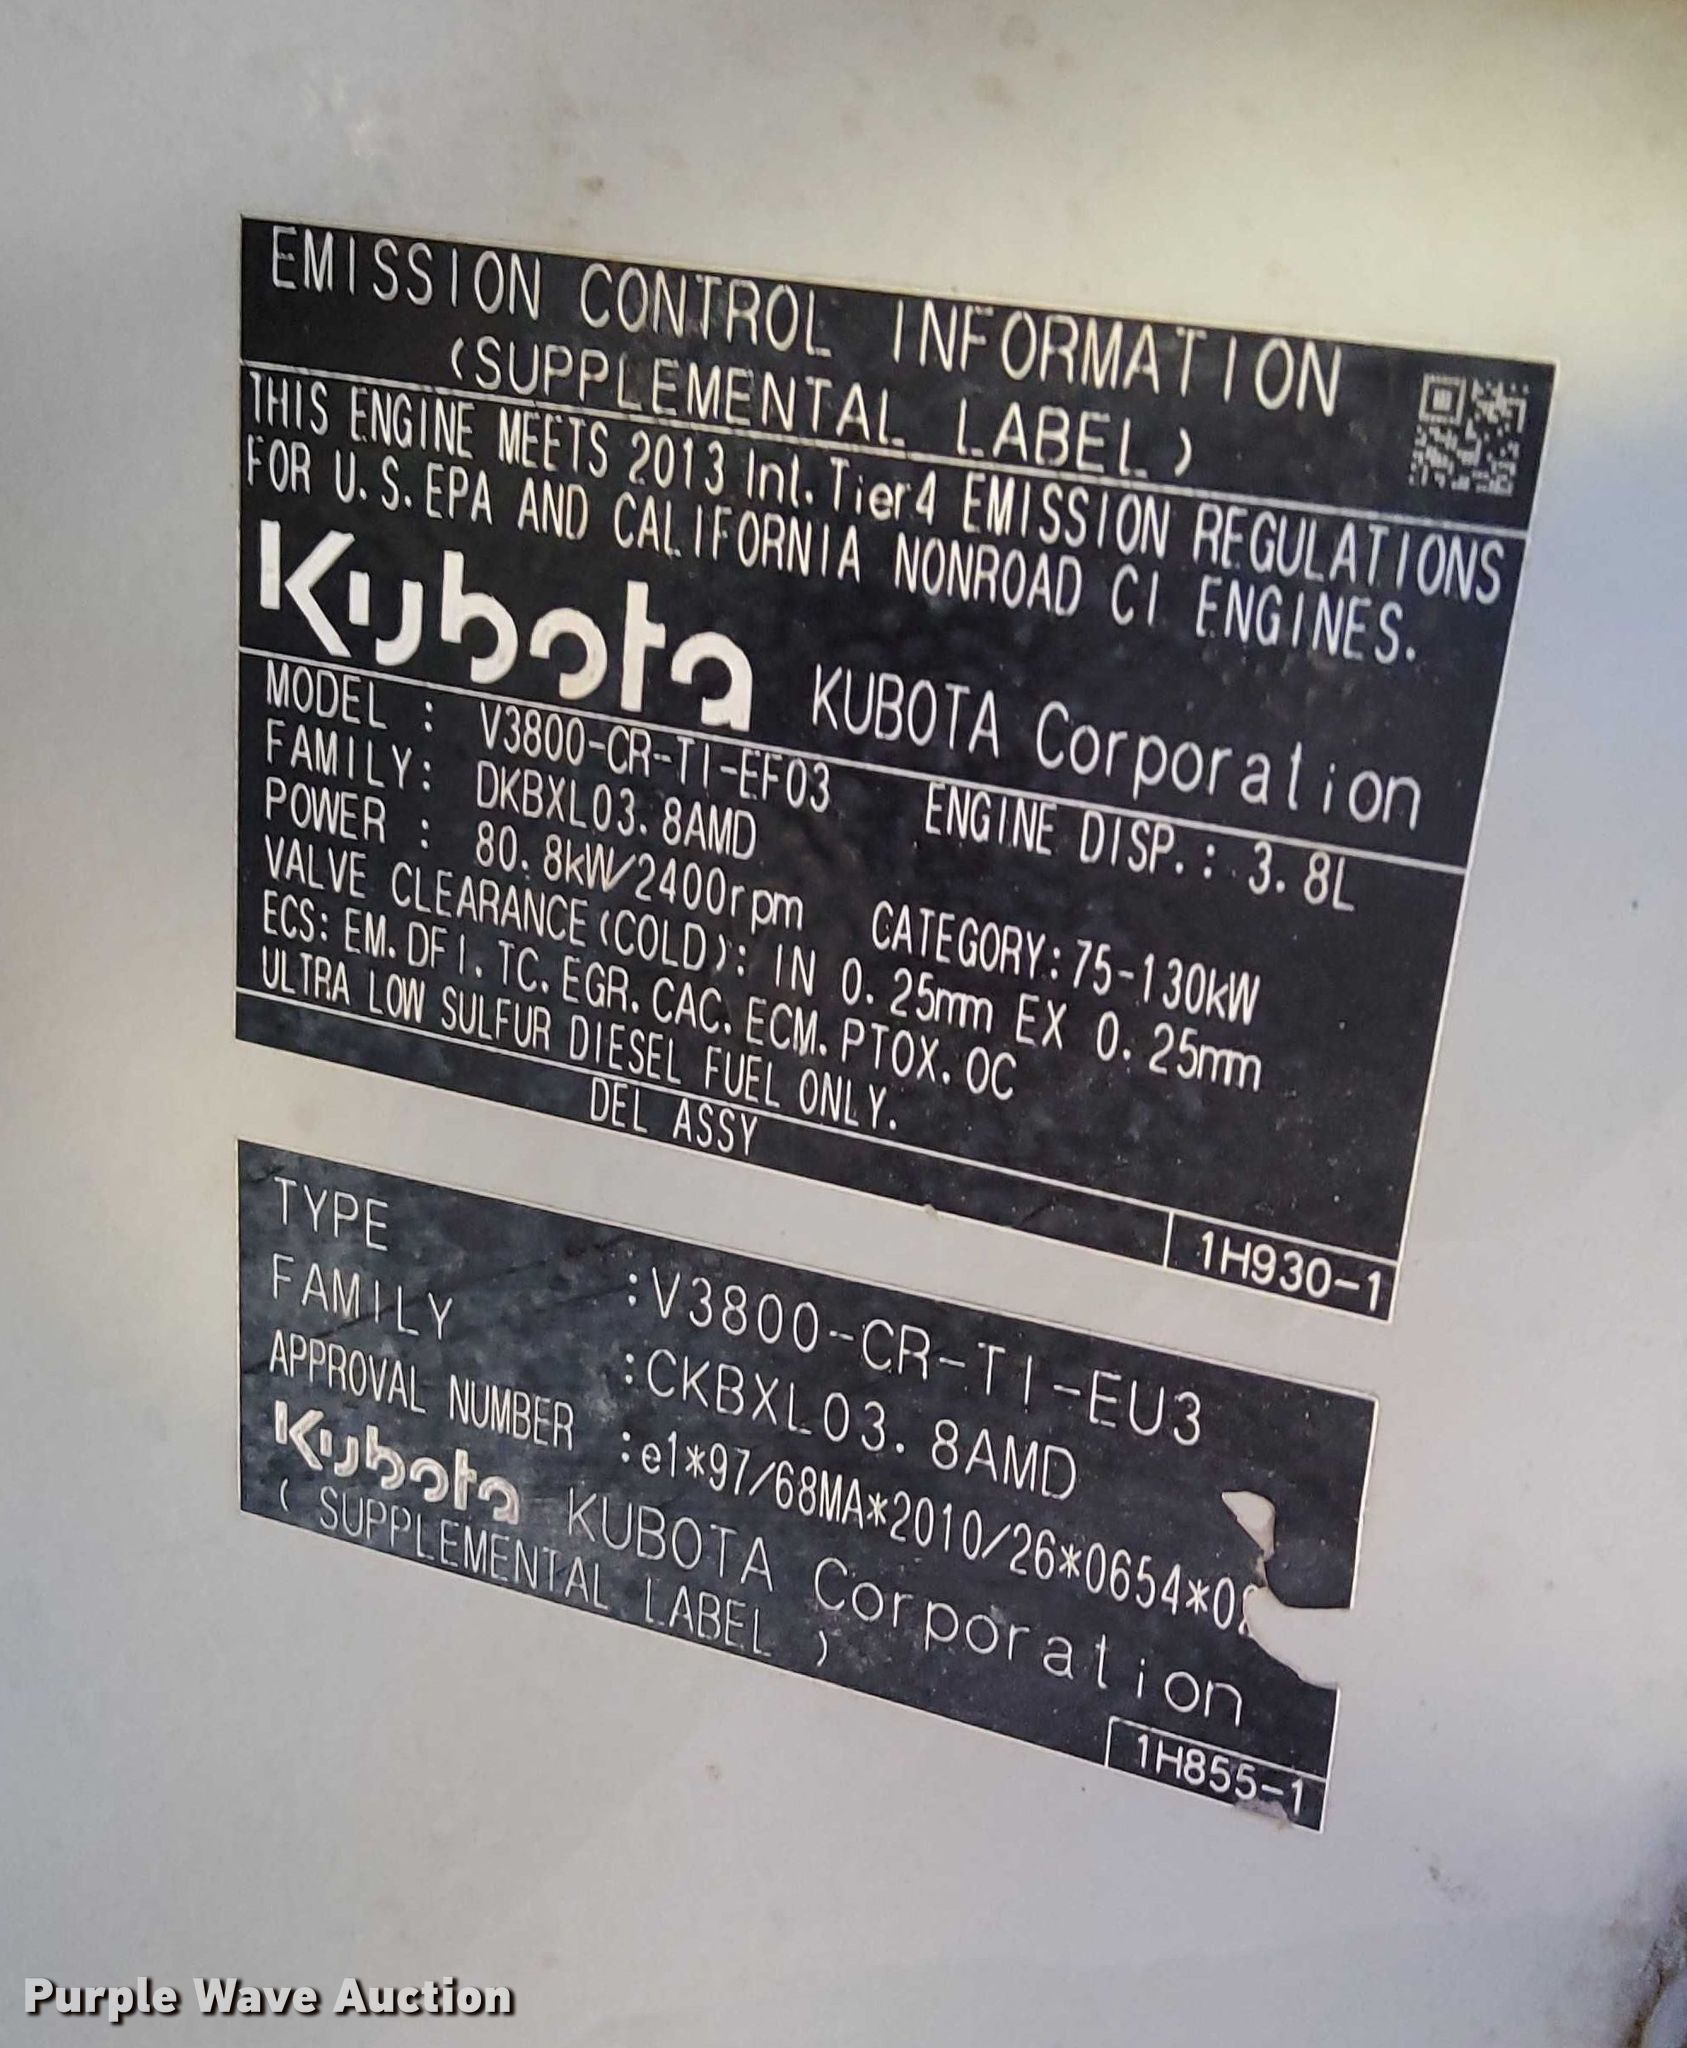 EMISSION CONTROL INFORMATION
(SUPPLEMENTAL LABEL)
THIS ENGINE MEETS 2013 Int. Tier4 EMISSION REGULATIONS
FOR U.S. EPA AND CALIFORNIA NONROAD CI ENGINES.
Kubota KUBOTA Corporation
MODEL : V3800-CR-TI-EF03 ENGINE DISP.: 3.8L
FAMILY: DKBXL03.8AMD
POWER : 80.8kW/2400rpm CATEGORY: 75-130kW
VALVE CLEARANCE(COLD): IN 0.25mm EX 0.25mm
ECS: EM. DFI. TC. EGR. CAC. ECM. PTOX. OC
ULTRA LOW SULFUR DIESEL FUEL ONLY.
DEL ASSY
1H930-1
TYPE :V3800-CR-TI-EU3
FAMILY :CKBXL03.8AMD
APPROVAL NUMBER :e1*97/68MA*2010/26*0654*0
Kubota KUBOTA Corporation
( SUPPLEMENTAL LABEL )
1H855-1
Purple Wave Auction